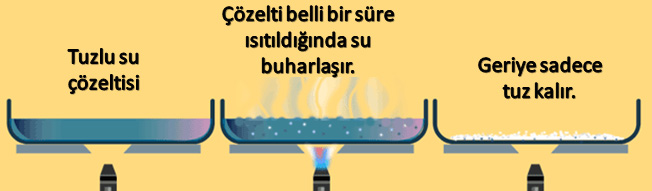 Tuzlu su
çözeltisi
Çözelti belli bir süre
ısıtıldığında su
buharlaşır.
Geriye sadece
tuz kalır.